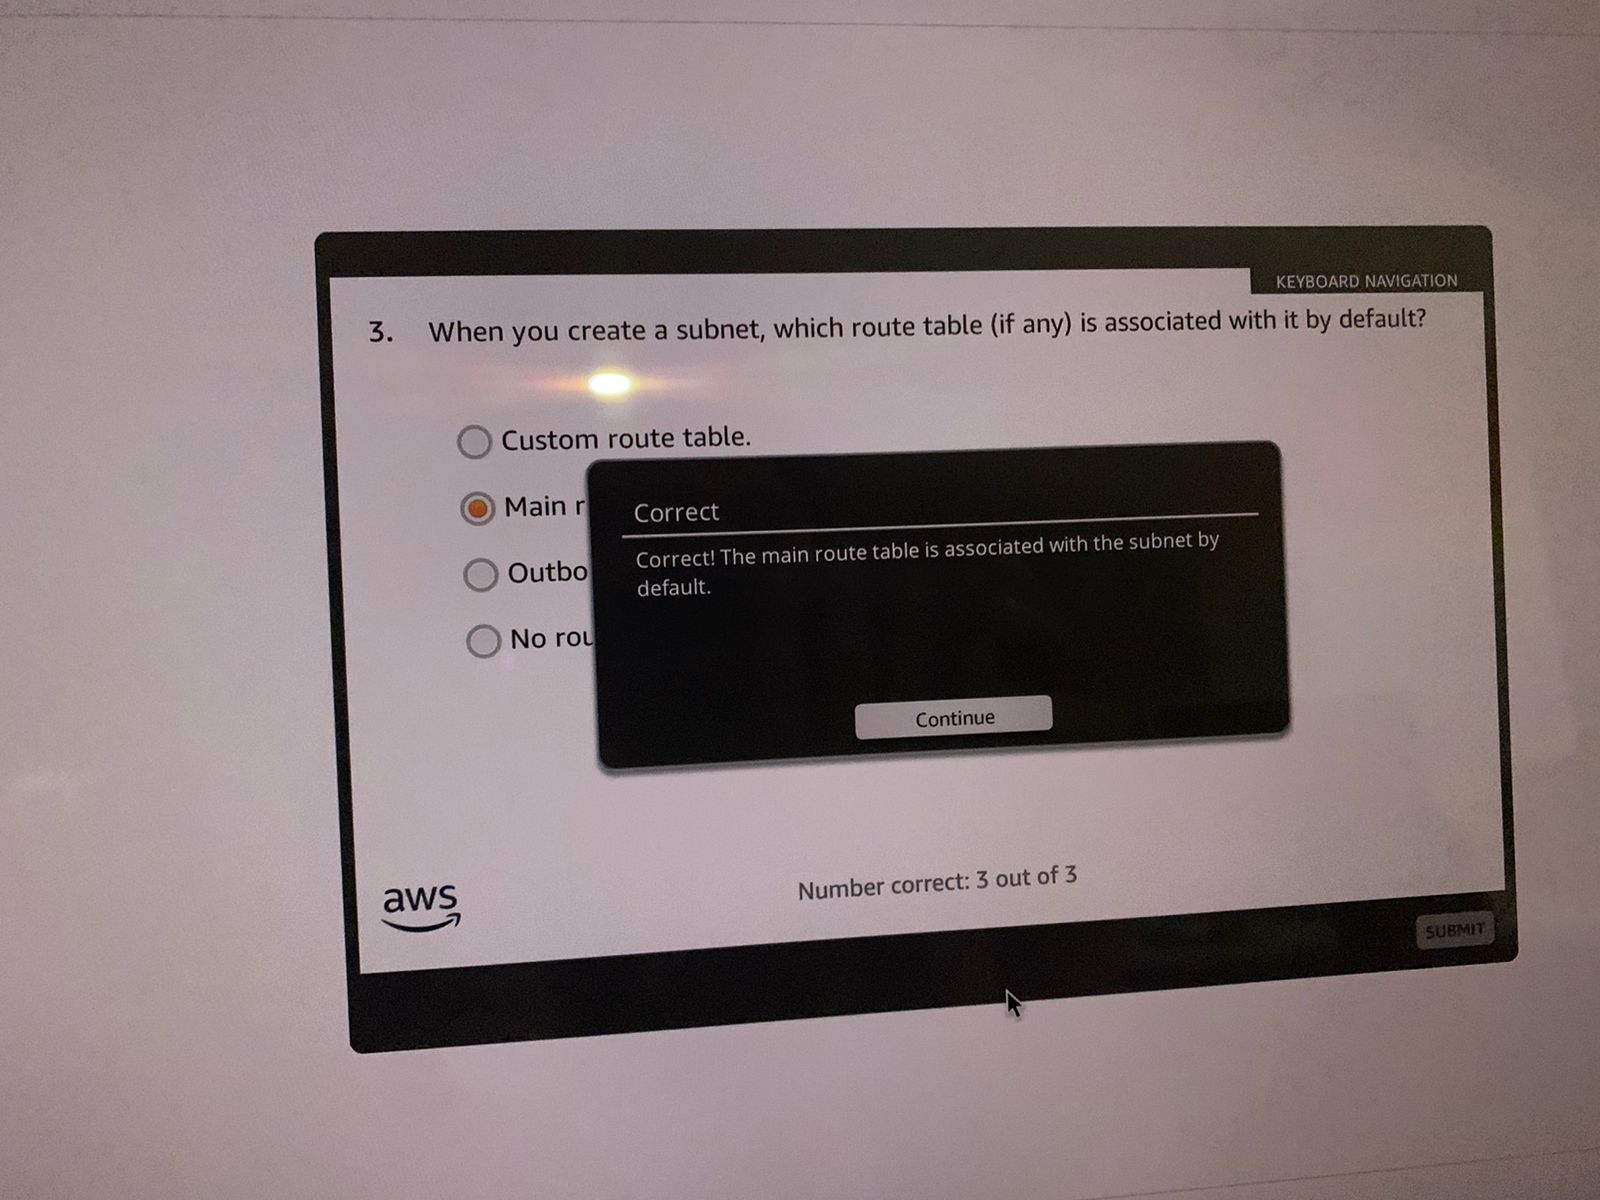 KEYBOARD NAVIGATION
3. When you create a subnet, which route table (if any) is associated with it by default?
Custom route table.
Main r
Outbo
No rou
Correct
Correct! The main route table is associated with the subnet by
default.
Continue
Number correct: 3 out of 3
aws
SUBMIT